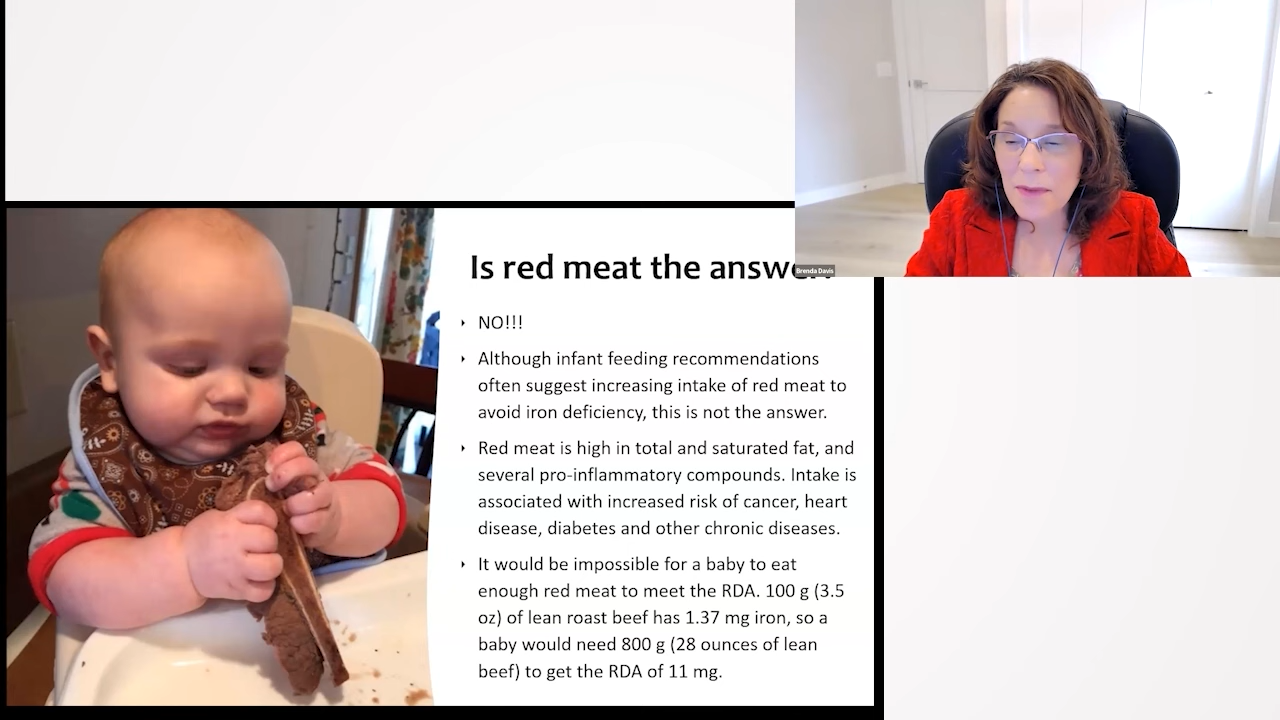 Brenda Davis
Is red meat the answer
NO!!!
Although infant feeding recommendations
often suggest increasing intake of red meat to
avoid iron deficiency, this is not the answer.
Red meat is high in total and saturated fat, and
several pro-inflammatory compounds. Intake is
associated with increased risk of cancer, heart
disease, diabetes and other chronic diseases.
It would be impossible for a baby to eat
enough red meat to meet the RDA. 100 g (3.5
oz) of lean roast beef has 1.37 mg iron, so a
baby would need 800 g (28 ounces of lean
beef) to get the RDA of 11 mg.